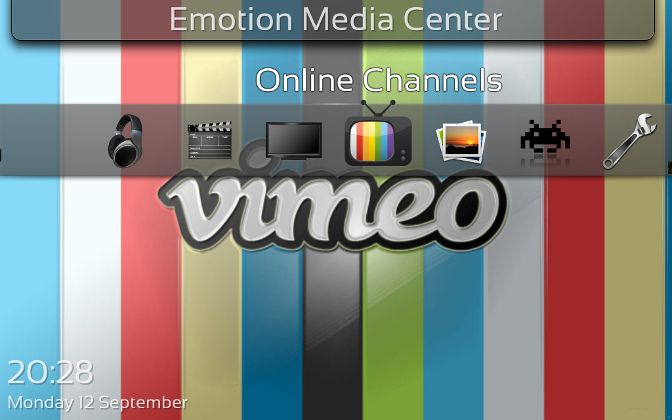 Emotion Media Center
Online Channels
vimeo
20:28
Monday 12 September